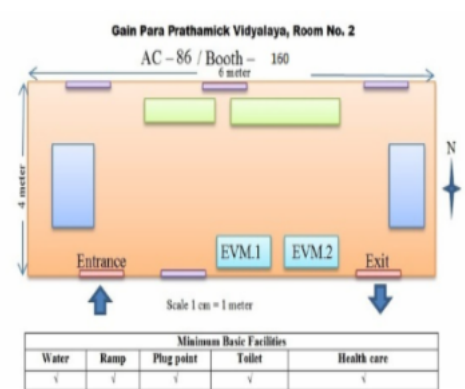 Gain Para Prathamick Vidyalaya, Room No. 2
AC – 86 / Booth – 160
6 meter
4 meter
N
EVM.1 EVM.2
Entrance Exit
Scale 1 cm = 1 meter
Minimum Basic Facilities
Water Ramp Plug point Toilet Health care
√ √ √ √ √